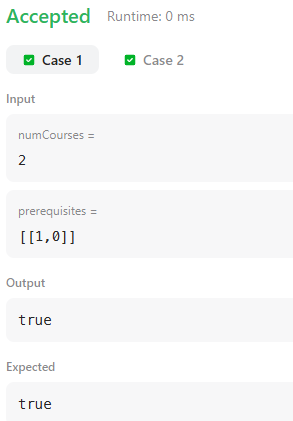 Accepted Runtime: 0 ms
Case 1 Case 2
Input
numCourses =
2
prerequisites =
[[1,0]]
Output
true
Expected
true